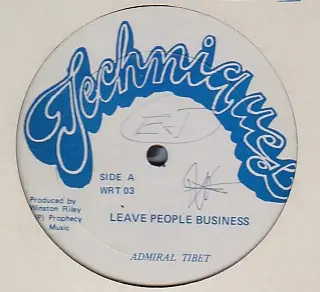 Techniques
EJ
SIDE A
WRT 03
Produced by
Winston Riley
(P) Prophecy
Music
LEAVE PEOPLE BUSINESS
ADMIRAL TIBET